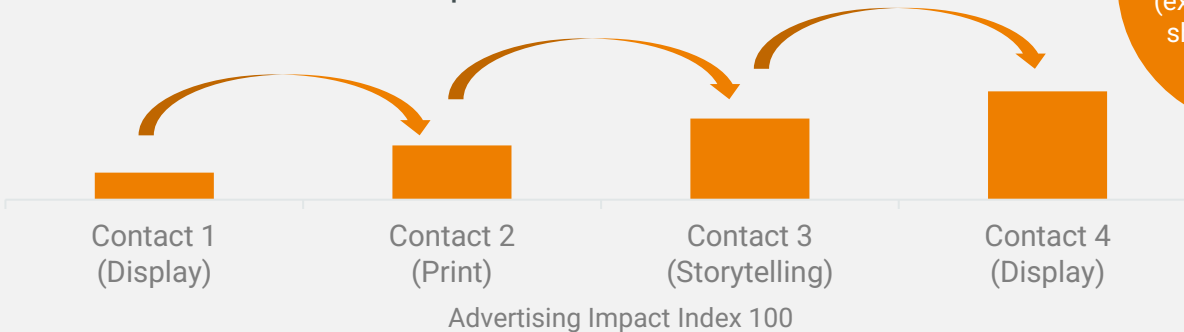 Contact 1
(Display)
Contact 2
(Print)
Contact 3
(Storytelling)
Contact 4
(Display)
Advertising Impact Index 100